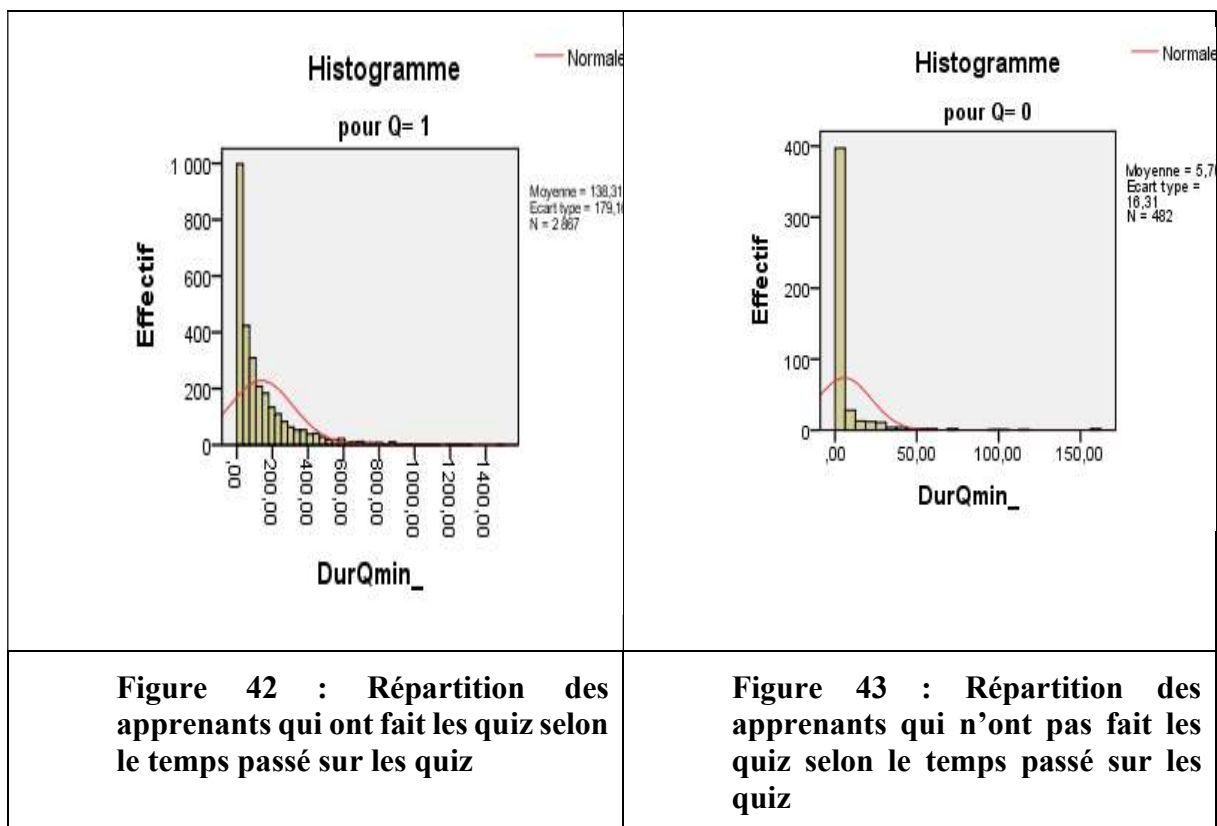 Histogramme
Normale
pour Q= 1
1 000
800
600
400
200
0
Effectif
,00
200,00
400,00
600,00
800,00
1000,00
1200,00
1400,00
DurQmin_
Moyenne = 138,31
Ecart type = 179,1
N = 2 867
Histogramme
Normale
pour Q= 0
400
300
200
100
0
Effectif
,00
50,00
100,00
150,00
DurQmin_
Moyenne = 5,7
Ecart type =
16,31
N = 482
Figure 42 : Répartition des
apprenants qui ont fait les quiz selon
le temps passé sur les quiz
Figure 43 : Répartition des
apprenants qui n’ont pas fait les
quiz selon le temps passé sur les
quiz